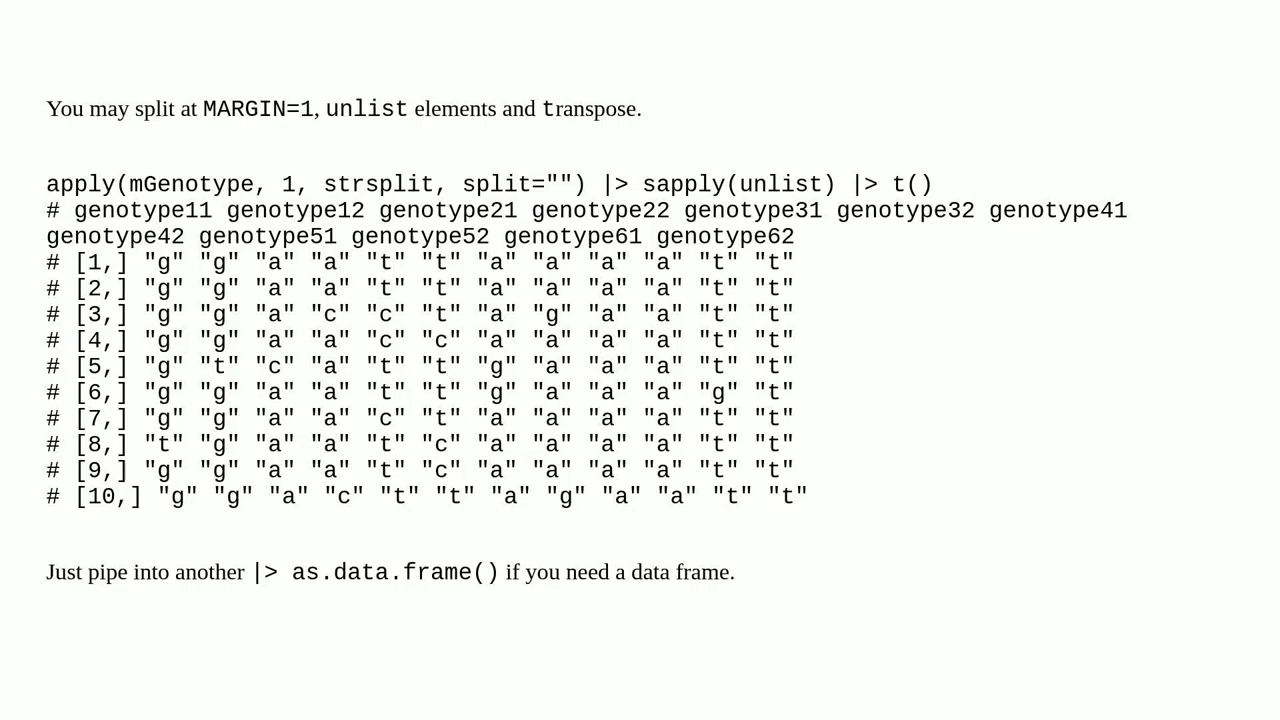 You may split at MARGIN=1, unlist elements and transpose.
apply(mGenotype, 1, strsplit, split="") |> sapply(unlist) |> t()
# genotype11 genotype12 genotype21 genotype22 genotype31 genotype32 genotype41
genotype42 genotype51 genotype52 genotype61 genotype62
# [1,] "g" "g" "a" "a" "t" "t" "a" "a" "a" "a" "t" "t"
# [2,] "g" "g" "a" "a" "t" "t" "a" "a" "a" "a" "t" "t"
# [3,] "g" "g" "a" "c" "c" "t" "a" "g" "a" "a" "t" "t"
# [4,] "g" "g" "a" "a" "c" "c" "a" "a" "a" "a" "t" "t"
# [5,] "g" "t" "c" "a" "t" "t" "g" "a" "a" "a" "t" "t"
# [6,] "g" "g" "a" "a" "t" "t" "g" "a" "a" "a" "g" "t"
# [7,] "g" "g" "a" "a" "c" "t" "a" "a" "a" "a" "t" "t"
# [8,] "t" "g" "a" "a" "t" "c" "a" "a" "a" "a" "t" "t"
# [9,] "g" "g" "a" "a" "t" "c" "a" "a" "a" "a" "t" "t"
# [10,] "g" "g" "a" "c" "t" "t" "a" "g" "a" "a" "t" "t"
Just pipe into another |> as.data.frame() if you need a data frame.